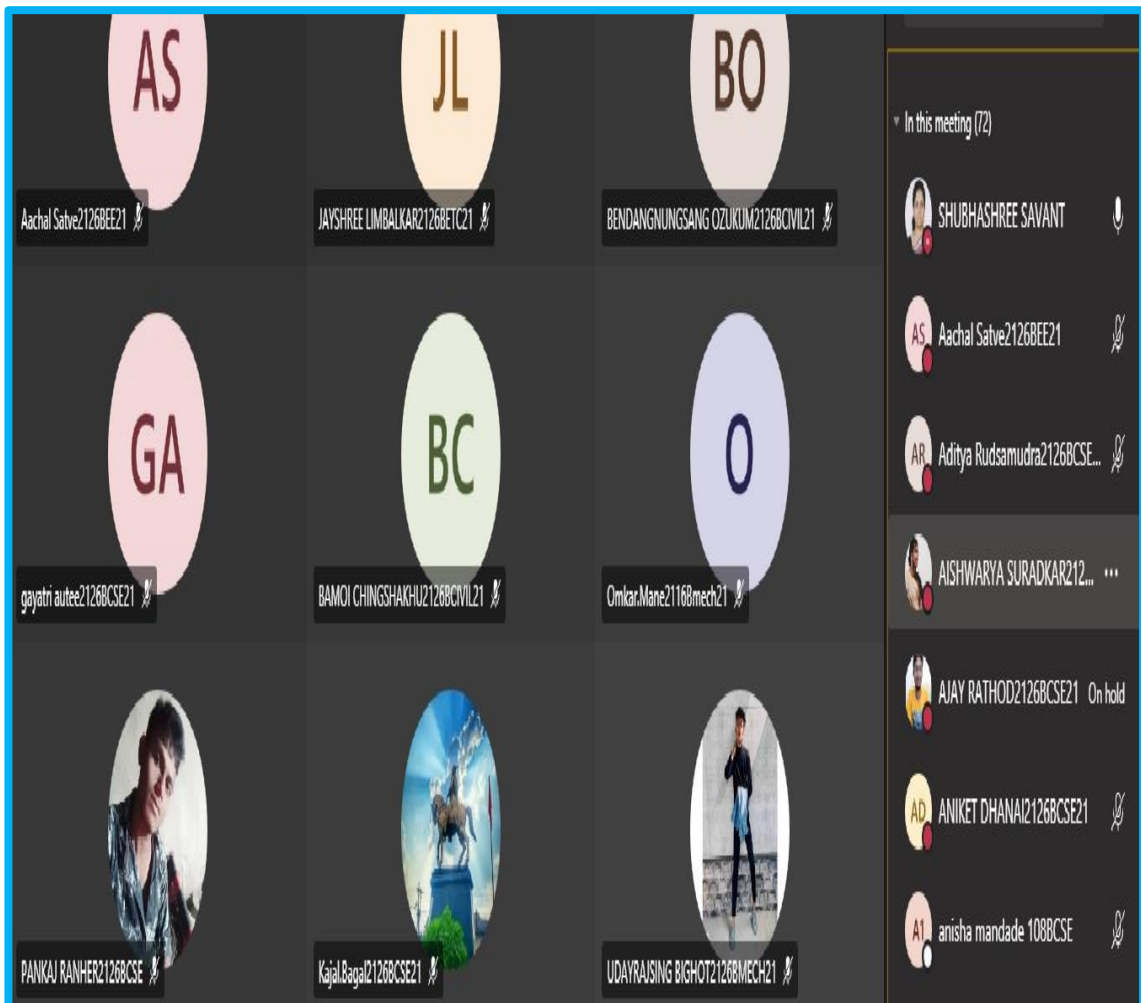 AS
JL
BO
Aachal Satve2126BEE21
JAYSHREE LIMBALKAR2126BETC21
BENDANGNUNGSANG OZUKUM2126BCIVIL21
GA
BC
O
gayatri autee2126BCSE21
BAMOI CHINGSHAKHU2126BCIVIL21
Omkar.Mane2116Bmech21
PANKAJ RANHER2126BCSE
Kajal.Bagal2126BCSE21
UDAYRAJSING BIGHOT2126BMECH21
In this meeting (72)
SHUBHASHREE SAVANT
AS
Aachal Satve2126BEE21
AR
Aditya Rudsamudra2126BCSE...
AISHWARYA SURADKAR212... ...
AJAY RATHOD2126BCSE21 On hold
AD
ANIKET DHANAI2126BCSE21
A1
anisha mandade 108BCSE